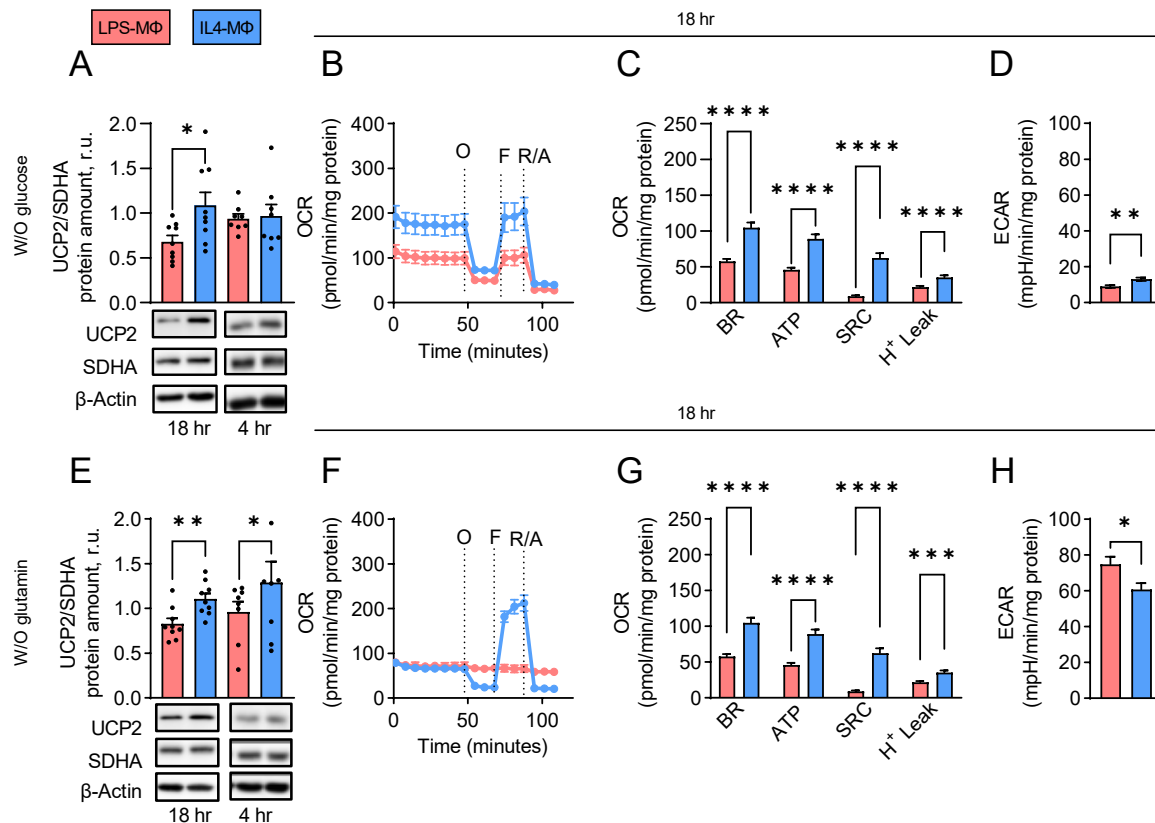 LPS-MΦ IL4-MΦ
18 hr
A B C D
W/O glucose
UCP2/SDHA
protein amount, r.u.
2.0
1.5
1.0
0.5
0.0
*
UCP2
SDHA
β-Actin
18 hr 4 hr
OCR
(pmol/min/mg protein)
400
300
200
100
0
O F R/A
0 50 100
Time (minutes)
OCR
(pmol/min/mg protein)
250
200
150
100
50
0
****
****
****
****
BR ATP SRC H⁺ Leak
ECAR
(mpH/min/mg protein)
100
80
60
40
20
0
**
18 hr
E F G H
W/O glutamin
UCP2/SDHA
protein amount, r.u.
2.0
1.5
1.0
0.5
0.0
** *
UCP2
SDHA
β-Actin
18 hr 4 hr
OCR
(pmol/min/mg protein)
400
300
200
100
0
O F R/A
0 50 100
Time (minutes)
OCR
(pmol/min/mg protein)
250
200
150
100
50
0
****
****
****
***
BR ATP SRC H⁺ Leak
ECAR
(mpH/min/mg protein)
100
80
60
40
20
0
*